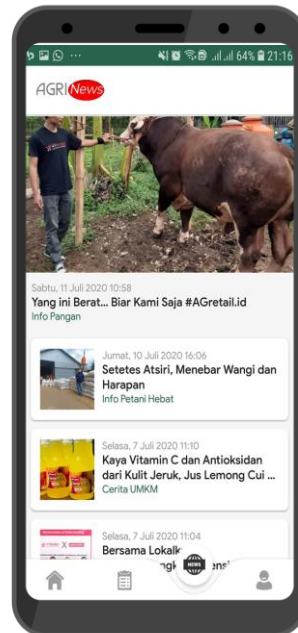 64% 21:16
AGRI News
Sabtu, 11 Juli 2020 10:58
Yang ini Berat... Biar Kami Saja #AGretail.id
Info Pangan
Jumat, 10 Juli 2020 16:06
Setetes Atsiri, Menebar Wangi dan
Harapan
Info Petani Hebat
Selasa, 7 Juli 2020 11:10
Kaya Vitamin C dan Antioksidan
dari Kulit Jeruk, Jus Lemong Cui ...
Cerita UMKM
Selasa, 7 Juli 2020 11:04
Bersama
NEWS